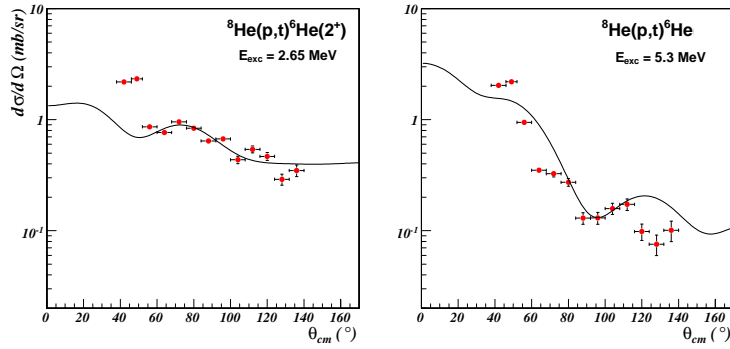 ⁸He(p,t)⁶He(2⁺)
E_exc = 2.65 MeV
dσ/dΩ (mb/sr)
10
1
10⁻¹
0 20 40 60 80 100 120 140
θ_cm (°)
⁸He(p,t)⁶He
E_exc = 5.3 MeV
10
1
10⁻¹
0 20 40 60 80 100 120 140 160
θ_cm (°)